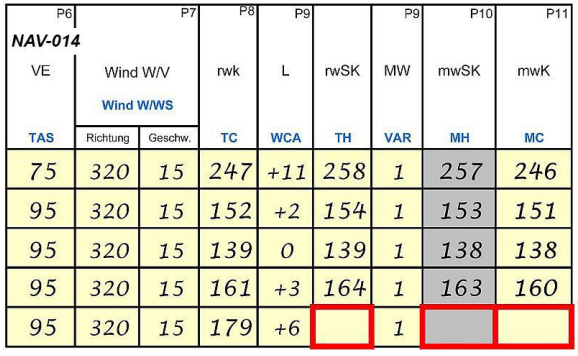 P6 P7 P8 P9 P9 P10 P11
NAV-014
VE Wind W/V rwk L rwSK MW mwSK mwK
Wind W/WS
TAS Richtung Geschw. TC WCA TH VAR MH MC
75 320 15 247 +11 258 1 257 246
95 320 15 152 +2 154 1 153 151
95 320 15 139 0 139 1 138 138
95 320 15 161 +3 164 1 163 160
95 320 15 179 +6 1